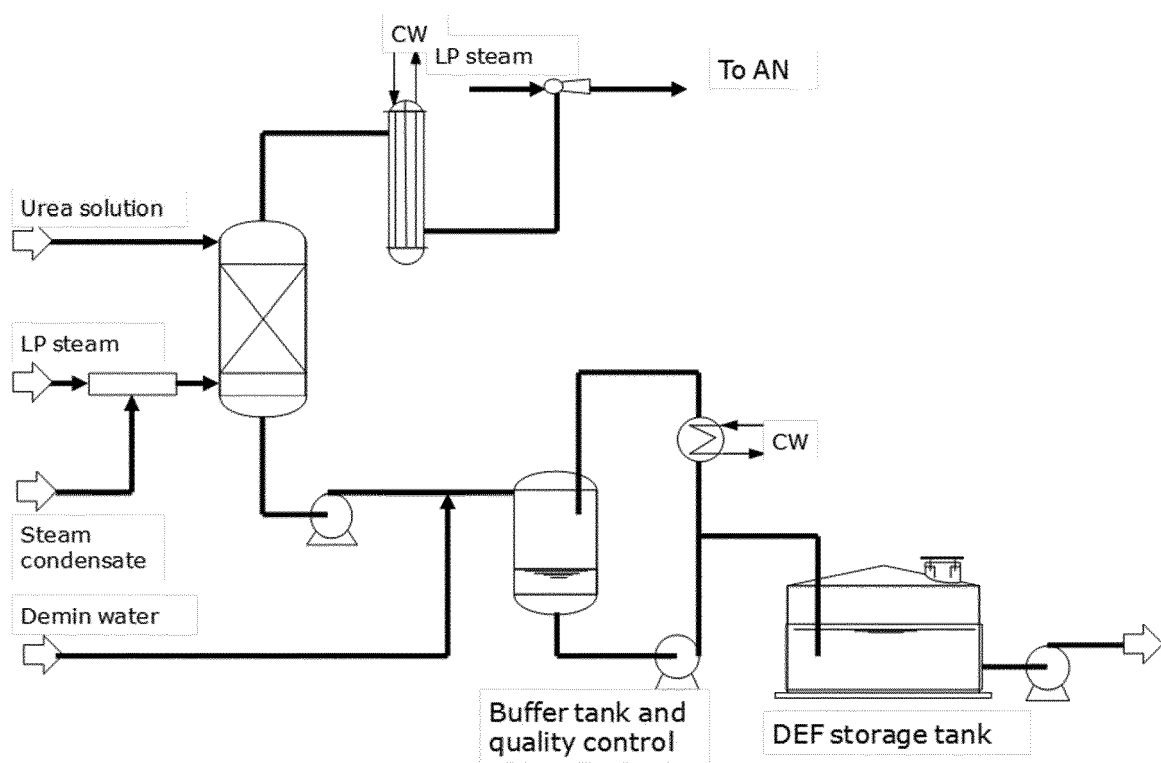 CW
LP steam
To AN
Urea solution
LP steam
CW
Steam
condensate
Demin water
Buffer tank and
quality control
DEF storage tank